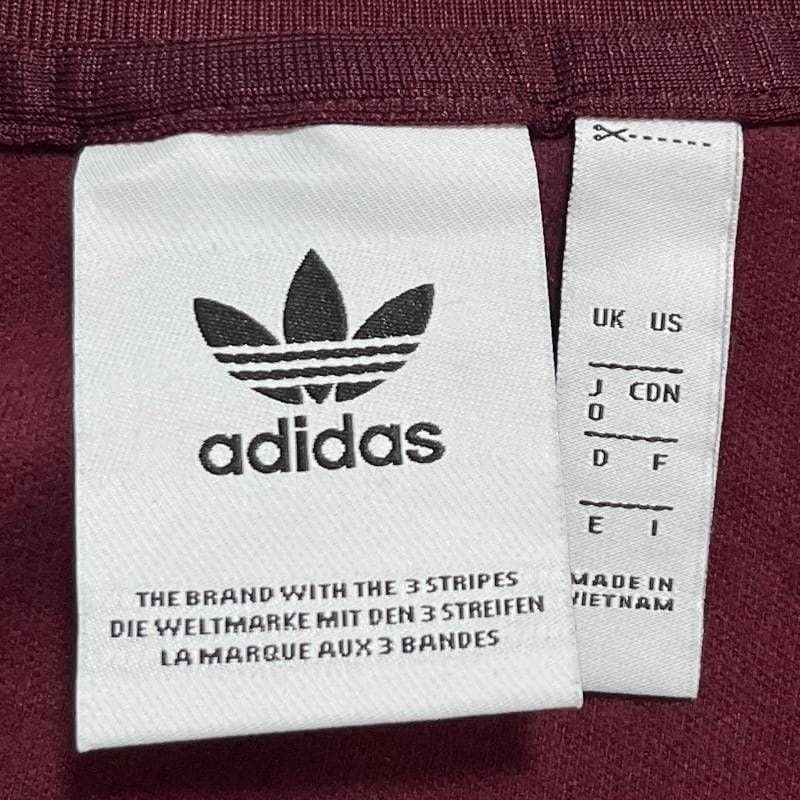 adidas
THE BRAND WITH THE 3 STRIPES
DIE WELTMARKE MIT DEN 3 STREIFEN
LA MARQUE AUX 3 BANDES
UK US
J CDN
O
D F
E I
MADE IN
VIETNAM